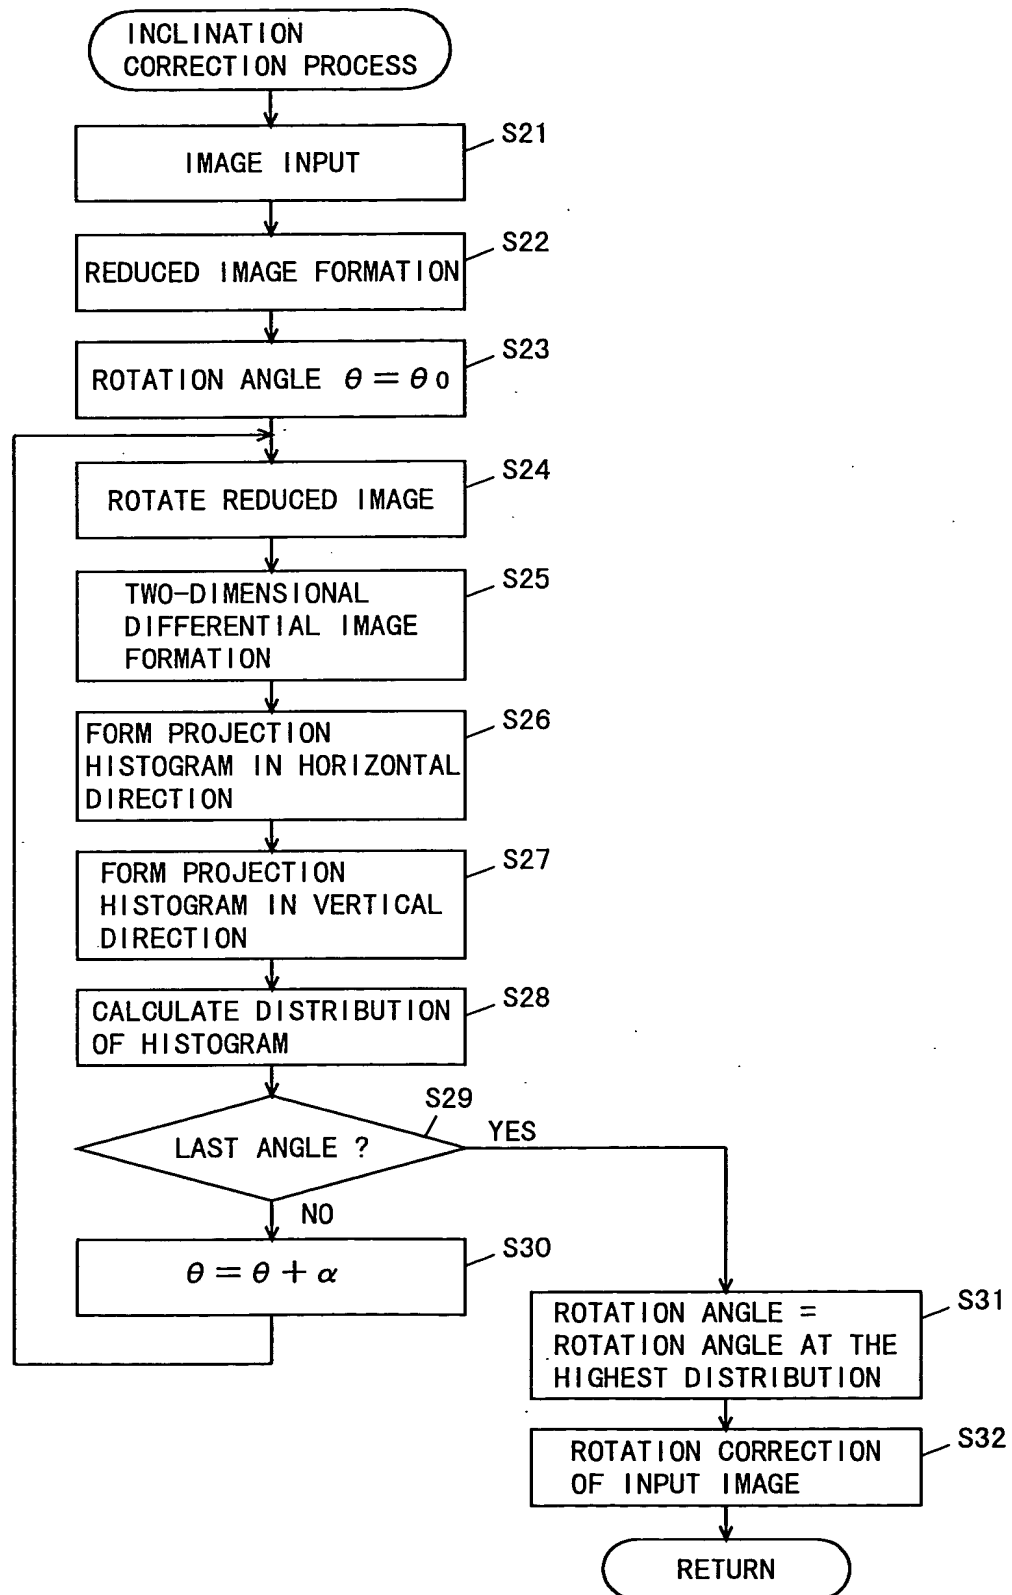 INCLINATION
CORRECTION PROCESS
S21
IMAGE INPUT
S22
REDUCED IMAGE FORMATION
S23
ROTATION ANGLE θ = θ0
S24
ROTATE REDUCED IMAGE
S25
TWO-DIMENSIONAL
DIFFERENTIAL IMAGE
FORMATION
S26
FORM PROJECTION
HISTOGRAM IN HORIZONTAL
DIRECTION
S27
FORM PROJECTION
HISTOGRAM IN VERTICAL
DIRECTION
S28
CALCULATE DISTRIBUTION
OF HISTOGRAM
S29
LAST ANGLE ?
YES
NO
S30
θ = θ + α
S31
ROTATION ANGLE =
ROTATION ANGLE AT THE
HIGHEST DISTRIBUTION
S32
ROTATION CORRECTION
OF INPUT IMAGE
RETURN